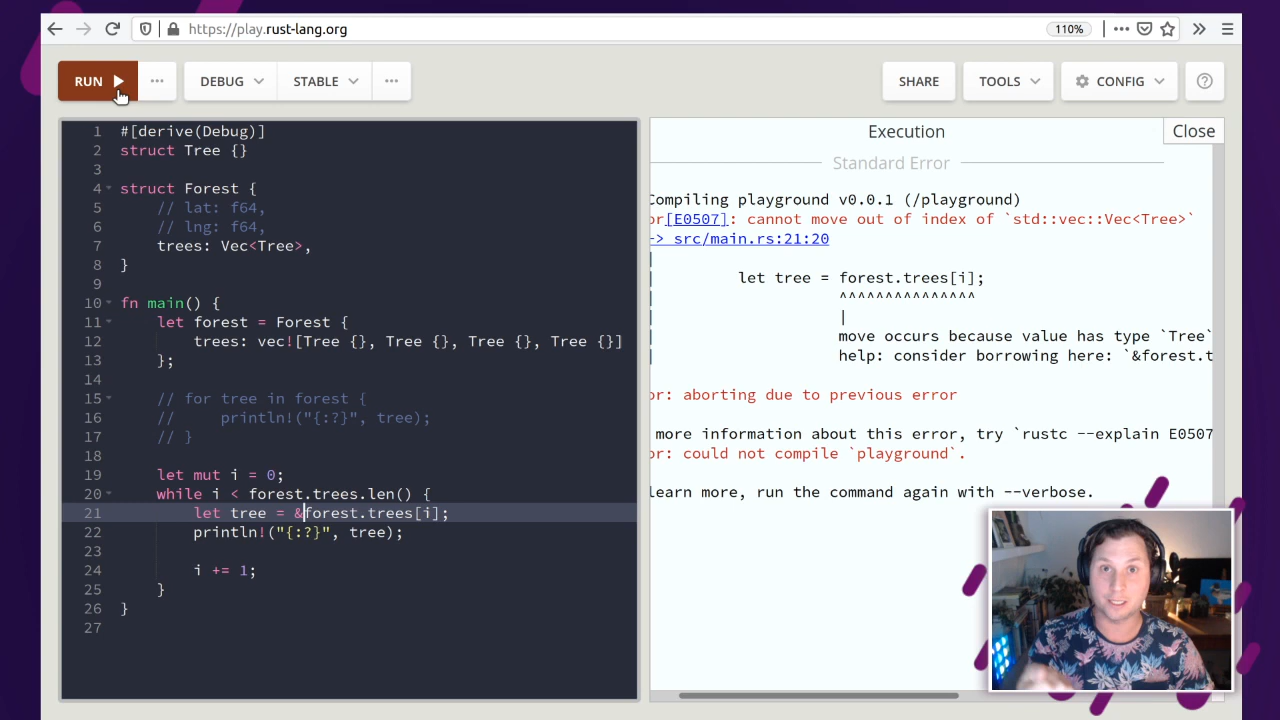 https://play.rust-lang.org
110%
RUN
DEBUG
STABLE
SHARE
TOOLS
CONFIG
1 #[derive(Debug)]
2 struct Tree {}
3
4 struct Forest {
5 // lat: f64,
6 // lng: f64,
7 trees: Vec<Tree>,
8 }
9
10 fn main() {
11 let forest = Forest {
12 trees: vec![Tree {}, Tree {}, Tree {}, Tree {}]
13 };
14
15 // for tree in forest {
16 // println!("{:?}", tree);
17 // }
18
19 let mut i = 0;
20 while i < forest.trees.len() {
21 let tree = &forest.trees[i];
22 println!("{:?}", tree);
23
24 i += 1;
25 }
26 }
27
Execution
Close
Standard Error
Compiling playground v0.0.1 (/playground)
or[E0507]: cannot move out of index of `std::vec::Vec<Tree>`
-> src/main.rs:21:20
|
| let tree = forest.trees[i];
| ^^^^^^^^^^^^^^^
| |
| move occurs because value has type `Tree`
| help: consider borrowing here: `&forest.t
or: aborting due to previous error
more information about this error, try `rustc --explain E0507
or: could not compile `playground`.
learn more, run the command again with --verbose.